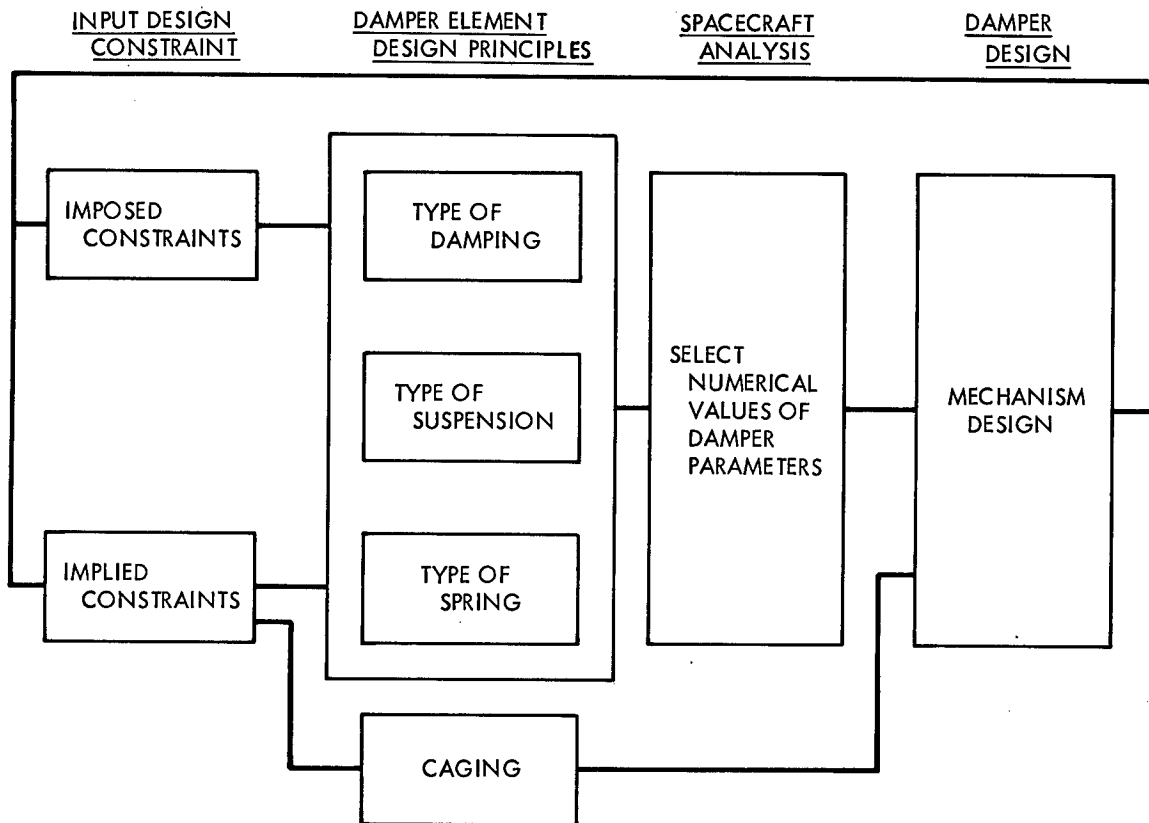 INPUT DESIGN
CONSTRAINT
DAMPER ELEMENT
DESIGN PRINCIPLES
SPACECRAFT
ANALYSIS
DAMPER
DESIGN
IMPOSED
CONSTRAINTS
TYPE OF
DAMPING
TYPE OF
SUSPENSION
SELECT
NUMERICAL
VALUES OF
DAMPER
PARAMETERS
MECHANISM
DESIGN
IMPLIED
CONSTRAINTS
TYPE OF
SPRING
CAGING